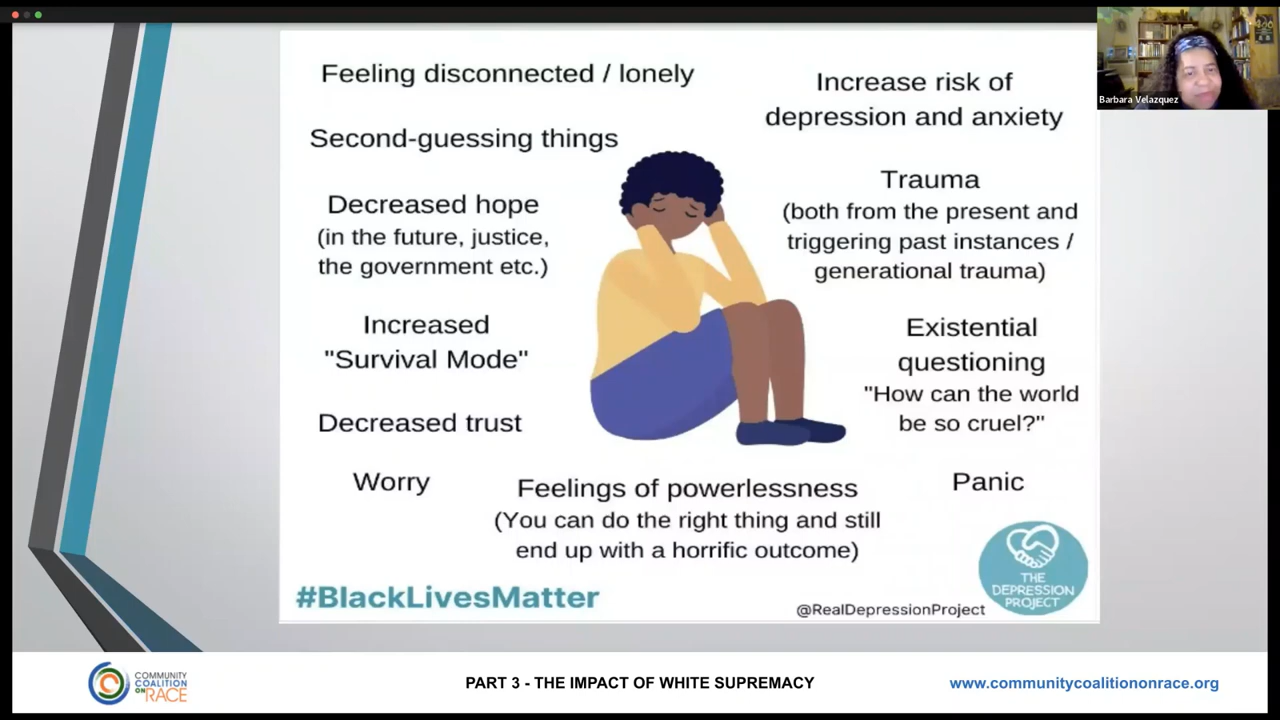 Barbara Velazquez
Feeling disconnected / lonely
Second-guessing things
Decreased hope
(in the future, justice,
the government etc.)
Increased
"Survival Mode"
Decreased trust
Worry
Increase risk of
depression and anxiety
Trauma
(both from the present and
triggering past instances /
generational trauma)
Existential
questioning
"How can the world
be so cruel?"
Panic
Feelings of powerlessness
(You can do the right thing and still
end up with a horrific outcome)
#BlackLivesMatter
@RealDepressionProject
THE
DEPRESSION
PROJECT
COMMUNITY
COALITION
ON RACE
PART 3 - THE IMPACT OF WHITE SUPREMACY
www.communitycoalitiononrace.org